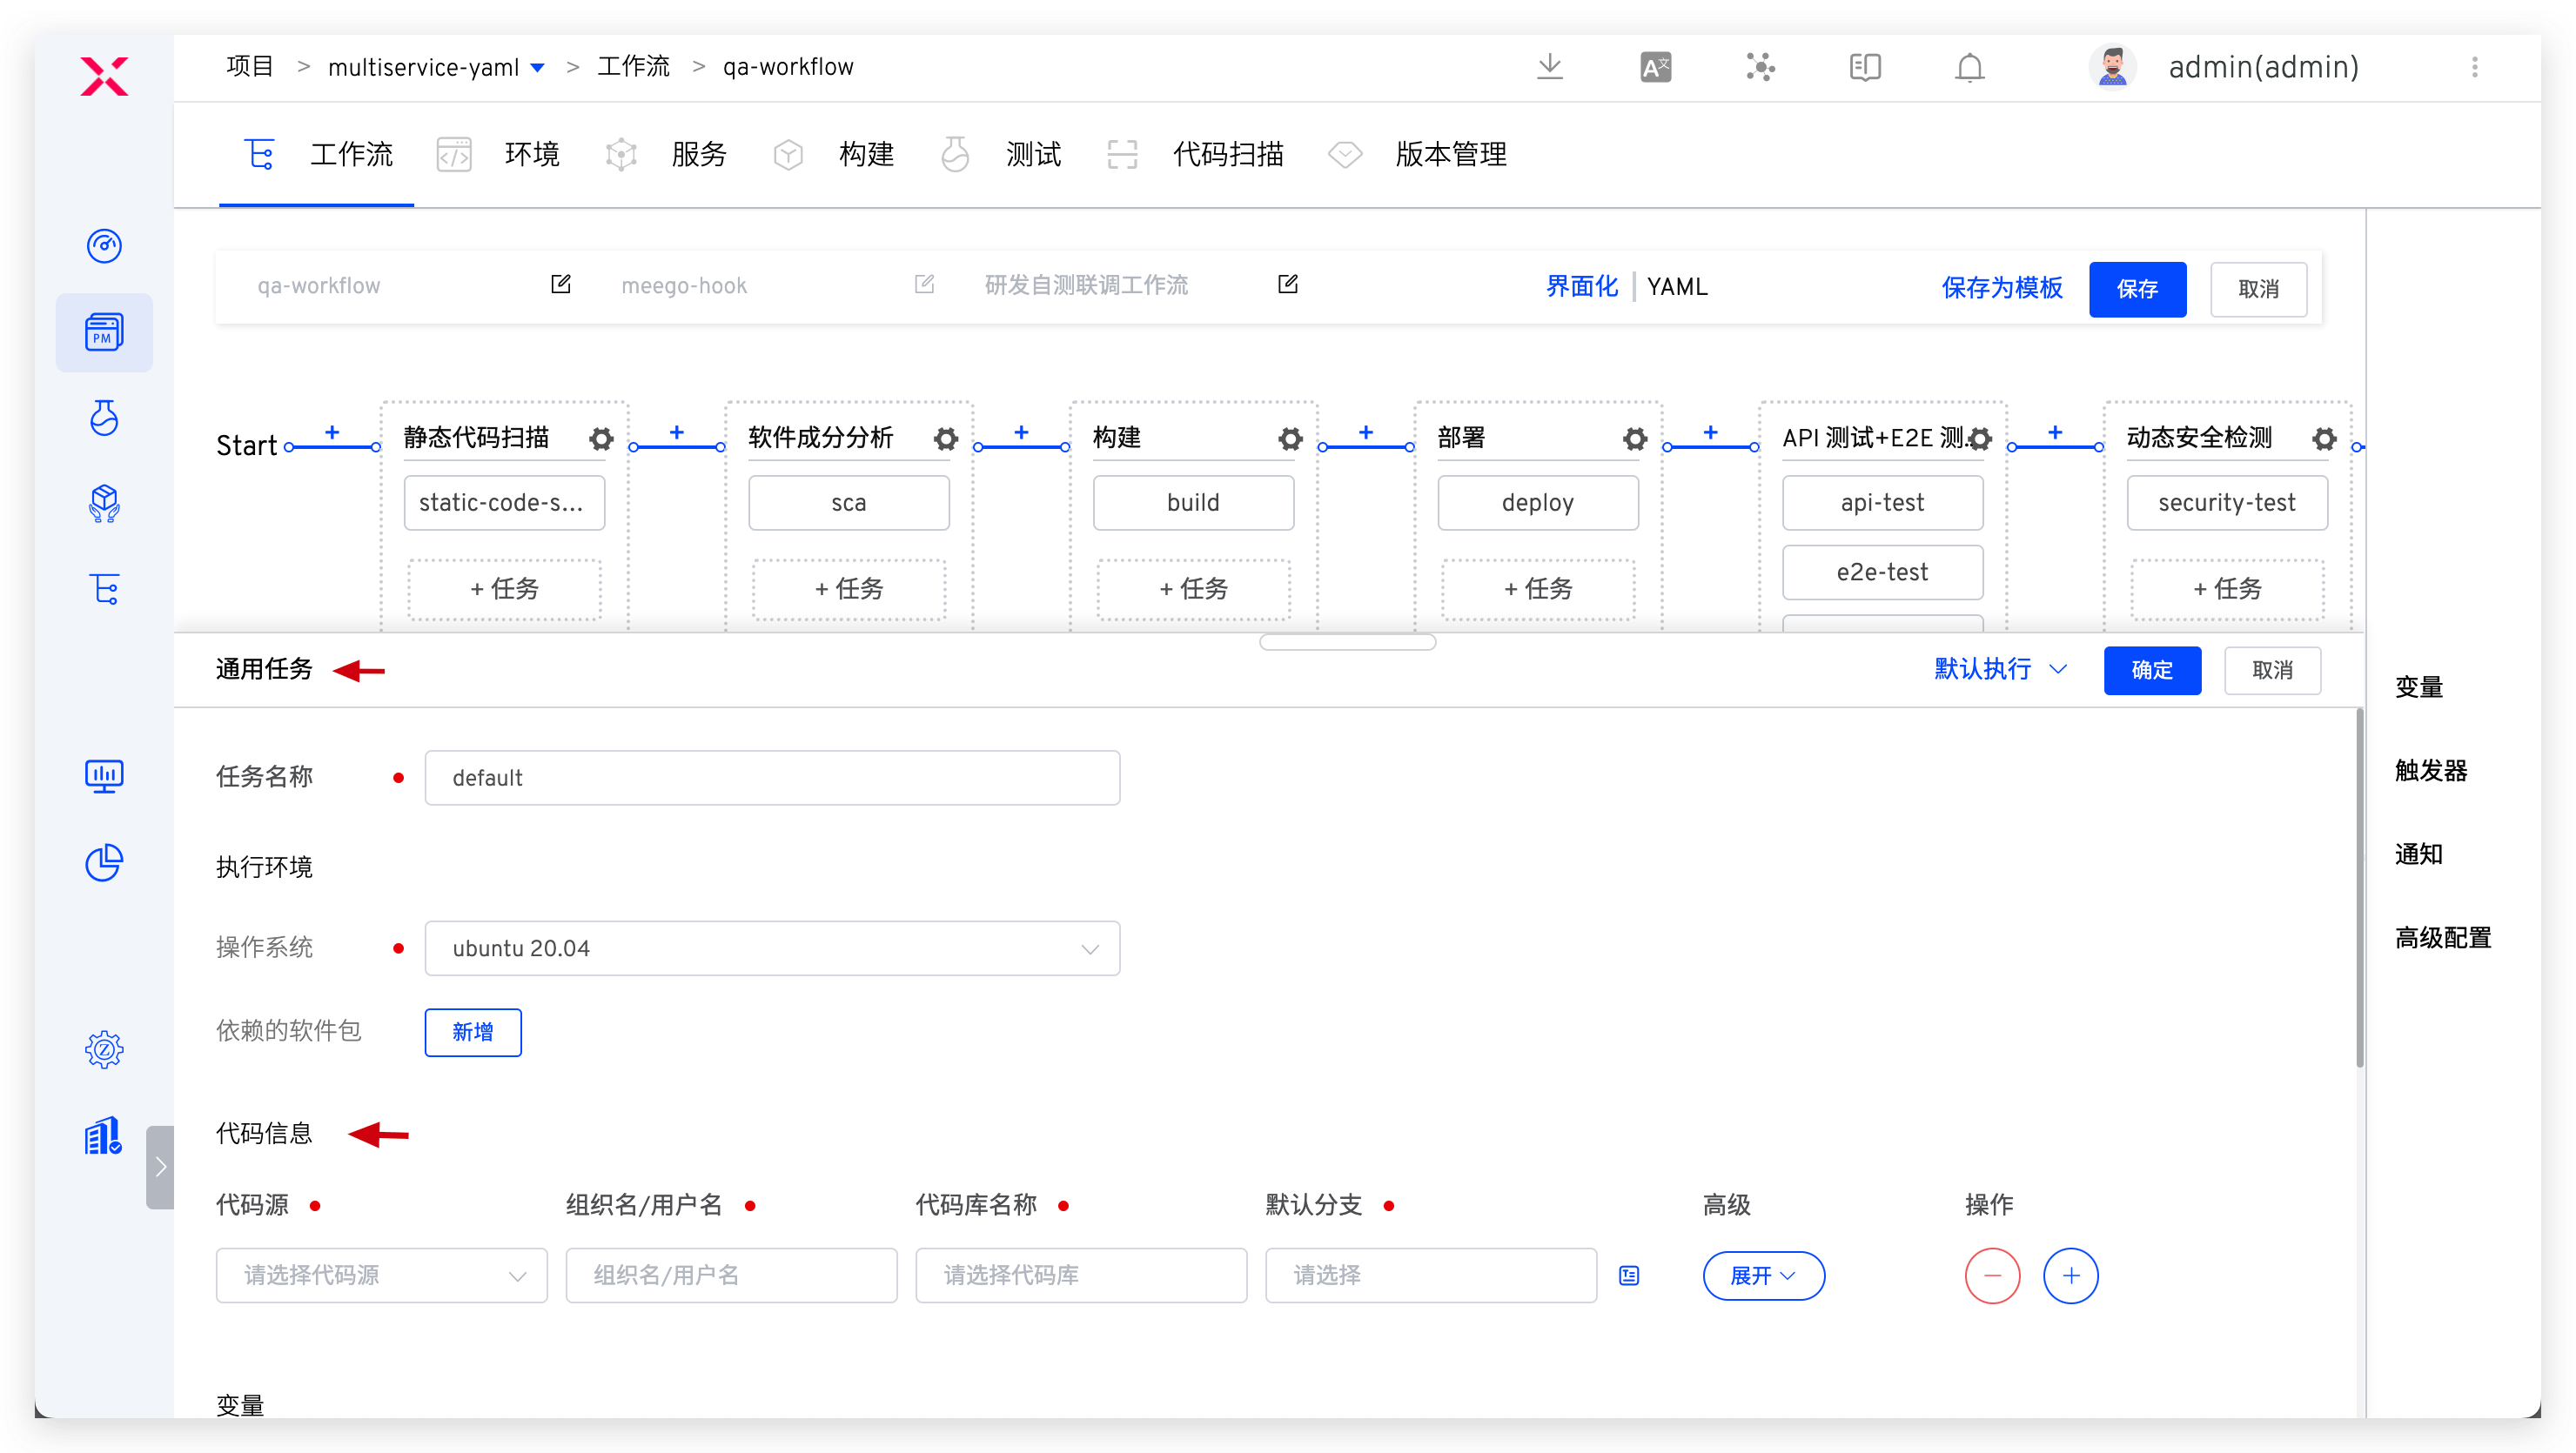 项目 > multiservice-yaml > 工作流 > qa-workflow
A文
admin(admin)
工作流 环境 服务 构建 测试 代码扫描 版本管理
PM
qa-workflow meego-hook 研发自测联调工作流 界面化 | YAML 保存为模板 保存 取消
Start + 静态代码扫描 + 软件成分分析 + 构建 + 部署 + API 测试+E2E 测... + 动态安全检测
static-code-s... sca build deploy api-test security-test
e2e-test
+ 任务 + 任务 + 任务 + 任务 + 任务
通用任务 默认执行 确定 取消
变量
触发器
通知
高级配置
任务名称 default
执行环境
操作系统 ubuntu 20.04
依赖的软件包 新增
Z
代码信息
代码源 组织名/用户名 代码库名称 默认分支 高级 操作
请选择代码源 组织名/用户名 请选择代码库 请选择 展开
变量